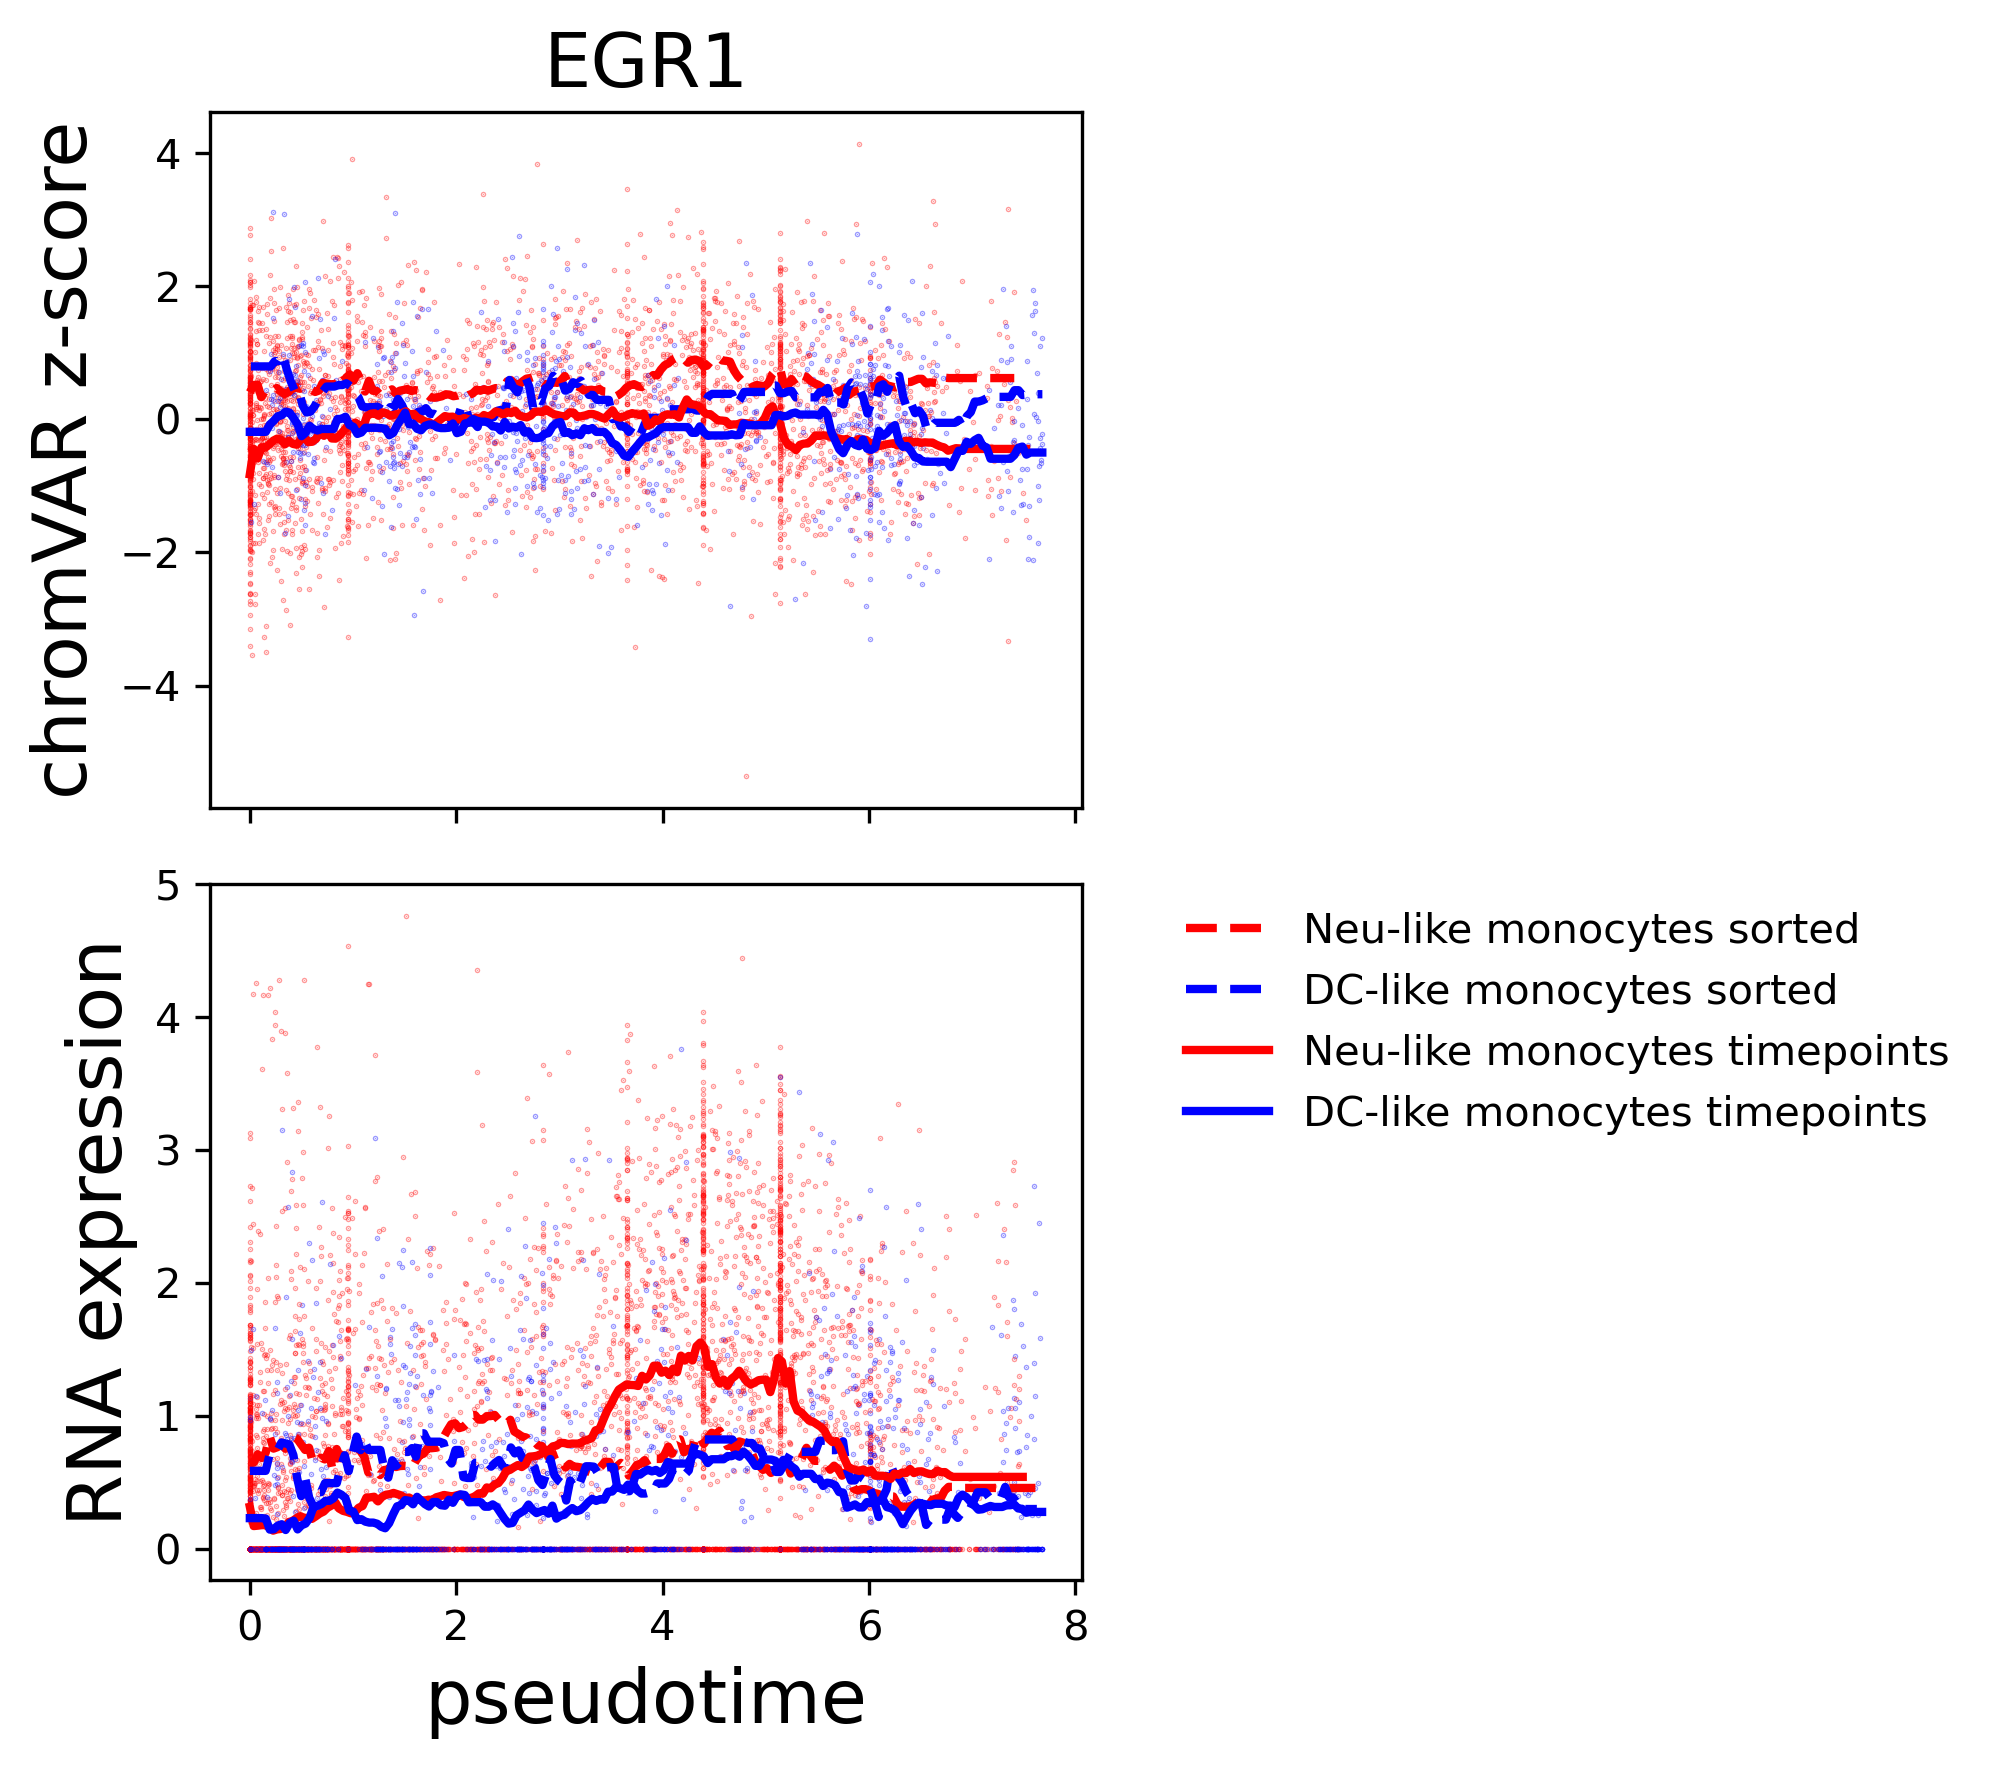 EGR1
chromVAR z-score
4
2
0
−2
−4
RNA expression
5
4
3
2
1
0
0 2 4 6 8
pseudotime
Neu-like monocytes sorted
DC-like monocytes sorted
Neu-like monocytes timepoints
DC-like monocytes timepoints